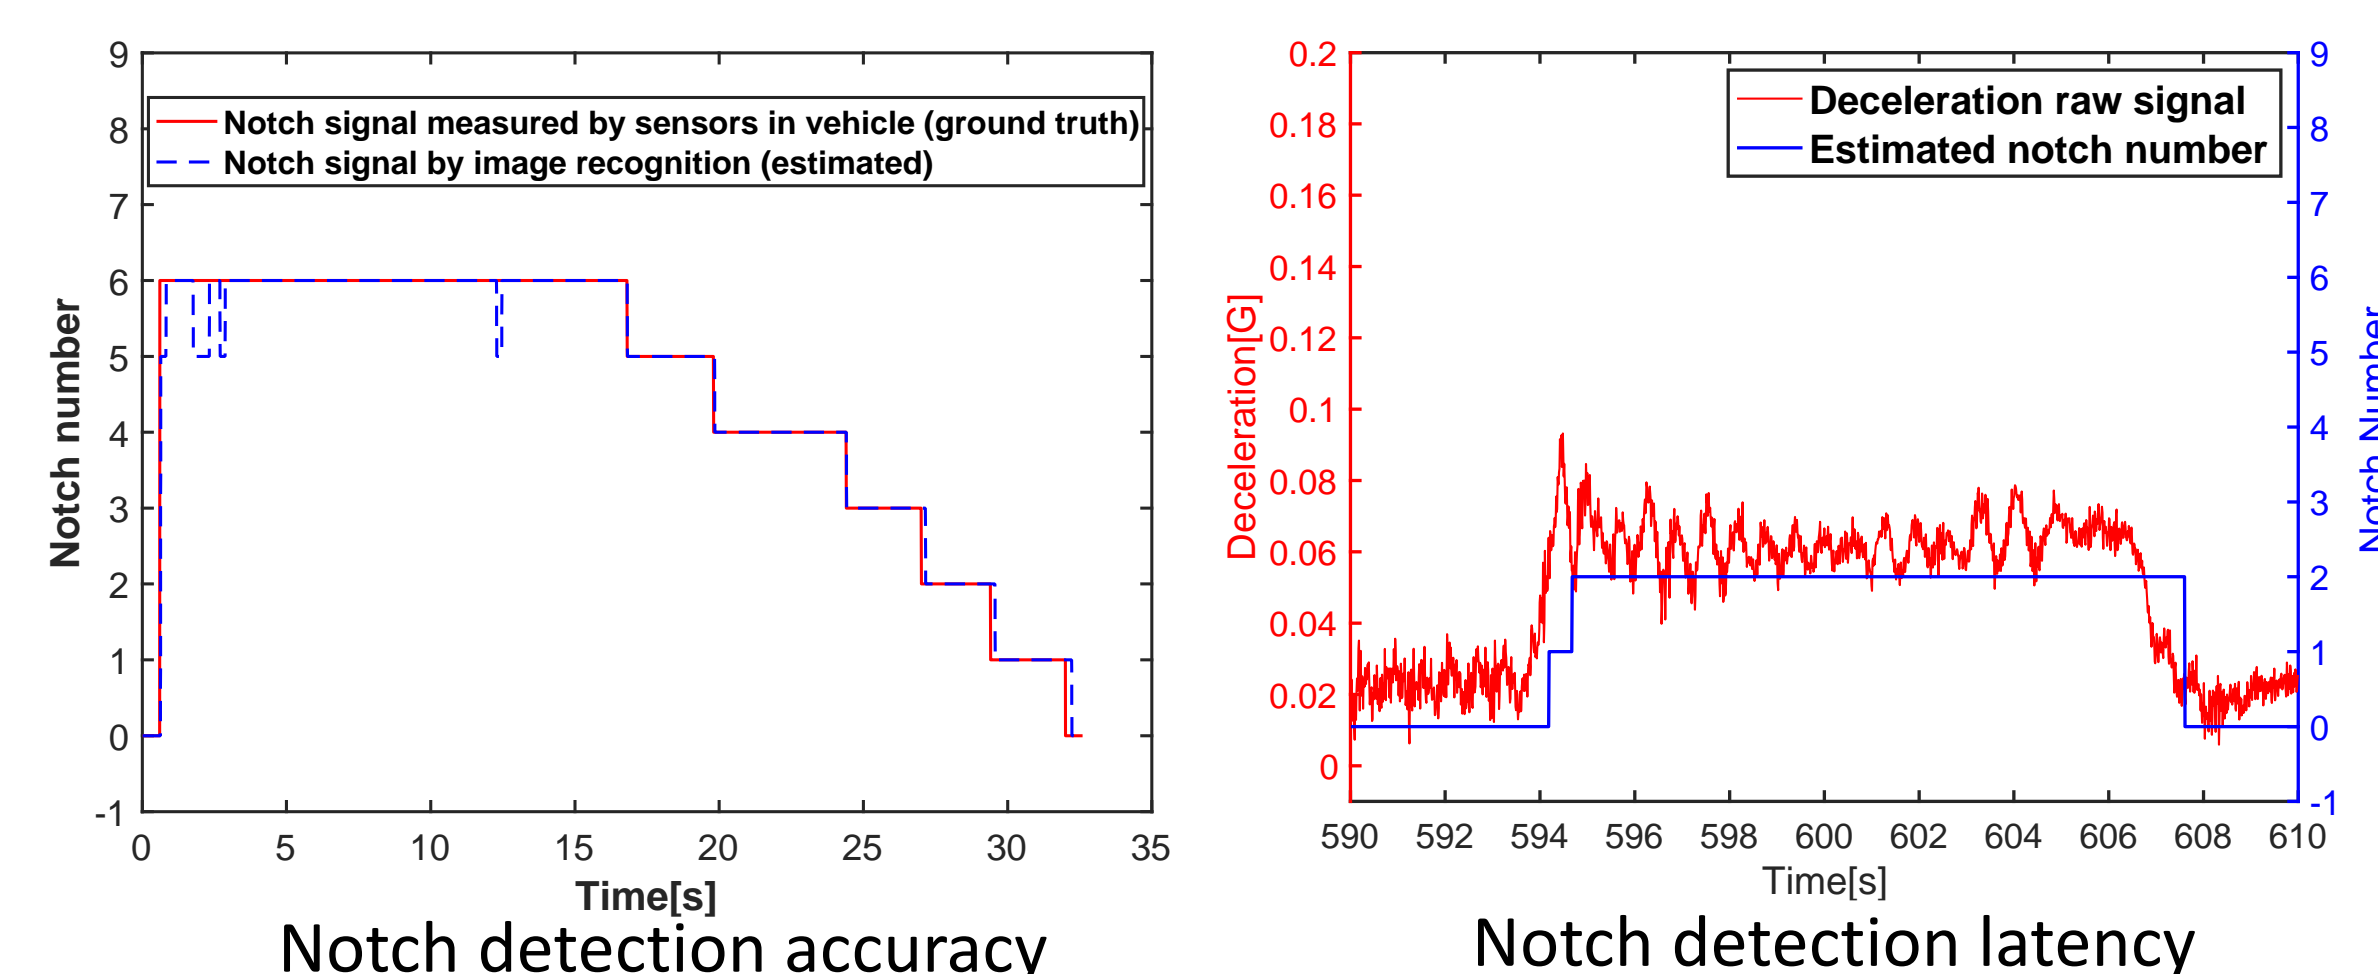 9
8
7
6
5
4
3
2
1
0
-1
Notch number
Notch signal measured by sensors in vehicle (ground truth)
Notch signal by image recognition (estimated)
0 5 10 15 20 25 30 35
Time[s]
Notch detection accuracy
0.2
0.18
0.16
0.14
0.12
0.1
0.08
0.06
0.04
0.02
0
Deceleration[G]
Deceleration raw signal
Estimated notch number
9
8
7
6
5
4
3
2
1
0
-1
Notch Number
590 592 594 596 598 600 602 604 606 608 610
Time[s]
Notch detection latency